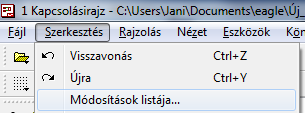 1 Kapcsolásirajz - C:\Users\Jani\Documents\eagle\Új_
Fájl Szerkesztés Rajzolás Nézet Eszközök
Visszavonás Ctrl+Z
Újra Ctrl+Y
Módosítások listája...